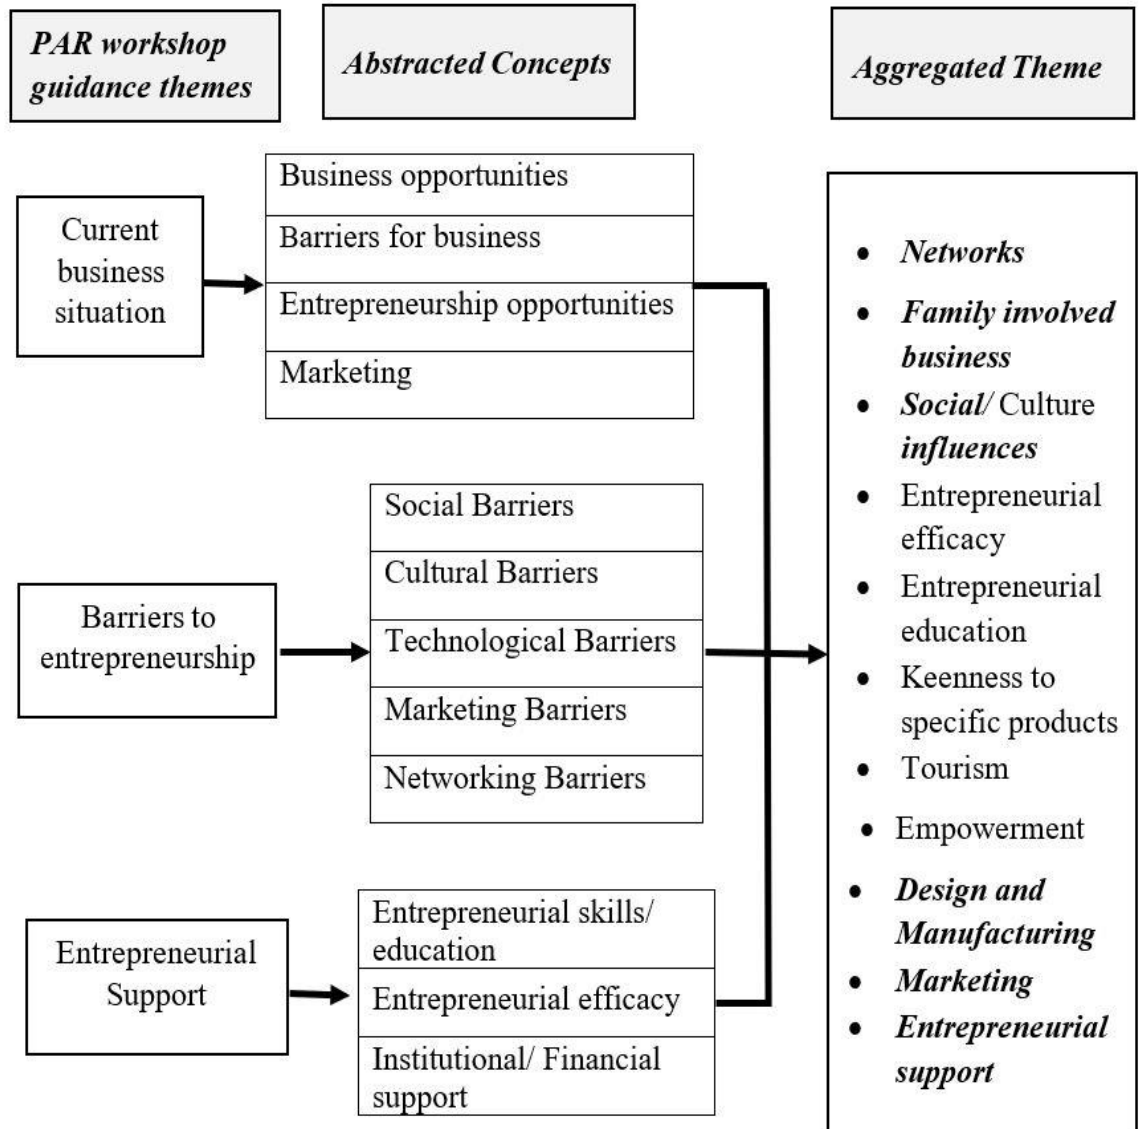 PAR workshop
guidance themes
Abstracted Concepts
Aggregated Theme
Current
business
situation
Business opportunities
Barriers for business
Entrepreneurship opportunities
Marketing
Barriers to
entrepreneurship
Social Barriers
Cultural Barriers
Technological Barriers
Marketing Barriers
Networking Barriers
Entrepreneurial
Support
Entrepreneurial skills/
education
Entrepreneurial efficacy
Institutional/ Financial
support
• Networks
• Family involved
business
• Social/ Culture
influences
• Entrepreneurial
efficacy
• Entrepreneurial
education
• Keenness to
specific products
• Tourism
• Empowerment
• Design and
Manufacturing
• Marketing
• Entrepreneurial
support